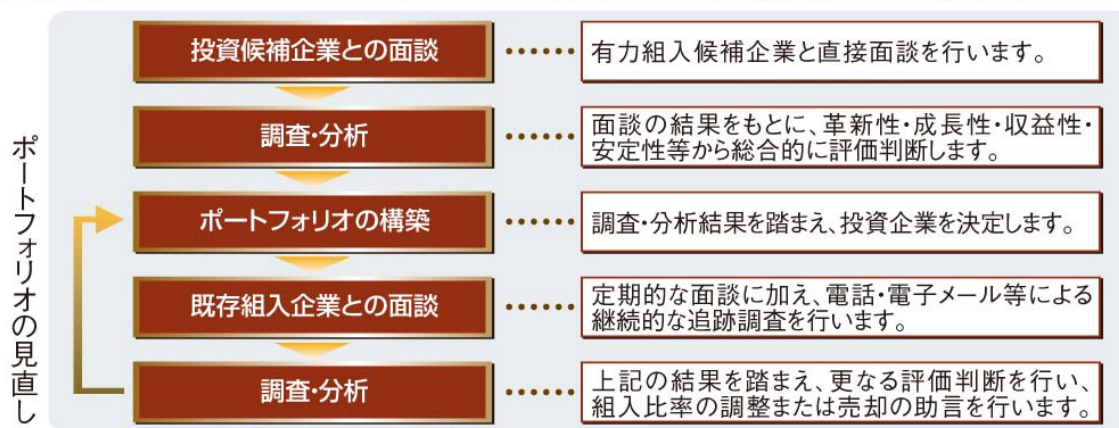 投資候補企業との面談
有力組入候補企業と直接面談を行います。
調査・分析
面談の結果をもとに、革新性・成長性・収益性・
安定性等から総合的に評価判断します。
ポートフォリオの構築
調査・分析結果を踏まえ、投資企業を決定します。
既存組入企業との面談
定期的な面談に加え、電話・電子メール等による
継続的な追跡調査を行います。
調査・分析
上記の結果を踏まえ、更なる評価判断を行い、
組入比率の調整または売却の助言を行います。
ポートフォリオの見直し